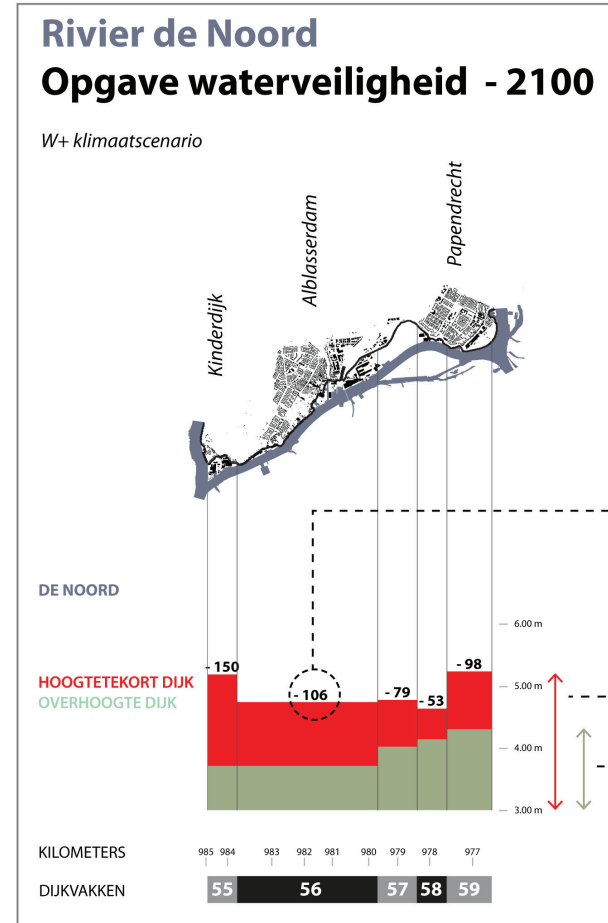 Rivier de Noord
Opgave waterveiligheid - 2100
W+ klimaatscenario
Kinderdijk
Alblasserdam
Papendrecht
DE NOORD
6.00 m
- 150
- 98
HOOGTETEKORT DIJK
5.00 m
- 106
- 79
- 53
OVERHOOGTE DIJK
4.00 m
3.00 m
KILOMETERS
985 984 983 982 981 980 979 978 977
DIJKVAKKEN
55 56 57 58 59